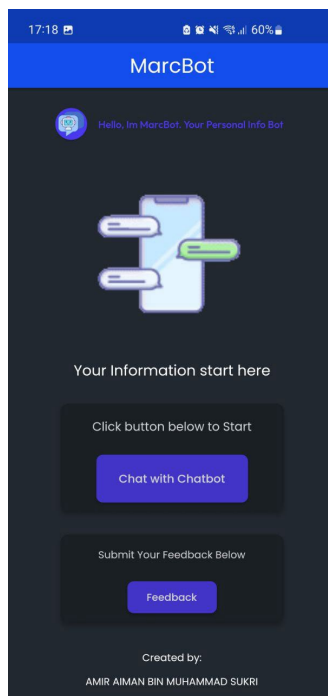 17:18 60%
MarcBot
Hello, Im MarcBot. Your Personal Info Bot
Your Information start here
Click button below to Start
Chat with Chatbot
Submit Your Feedback Below
Feedback
Created by:
AMIR AIMAN BIN MUHAMMAD SUKRI